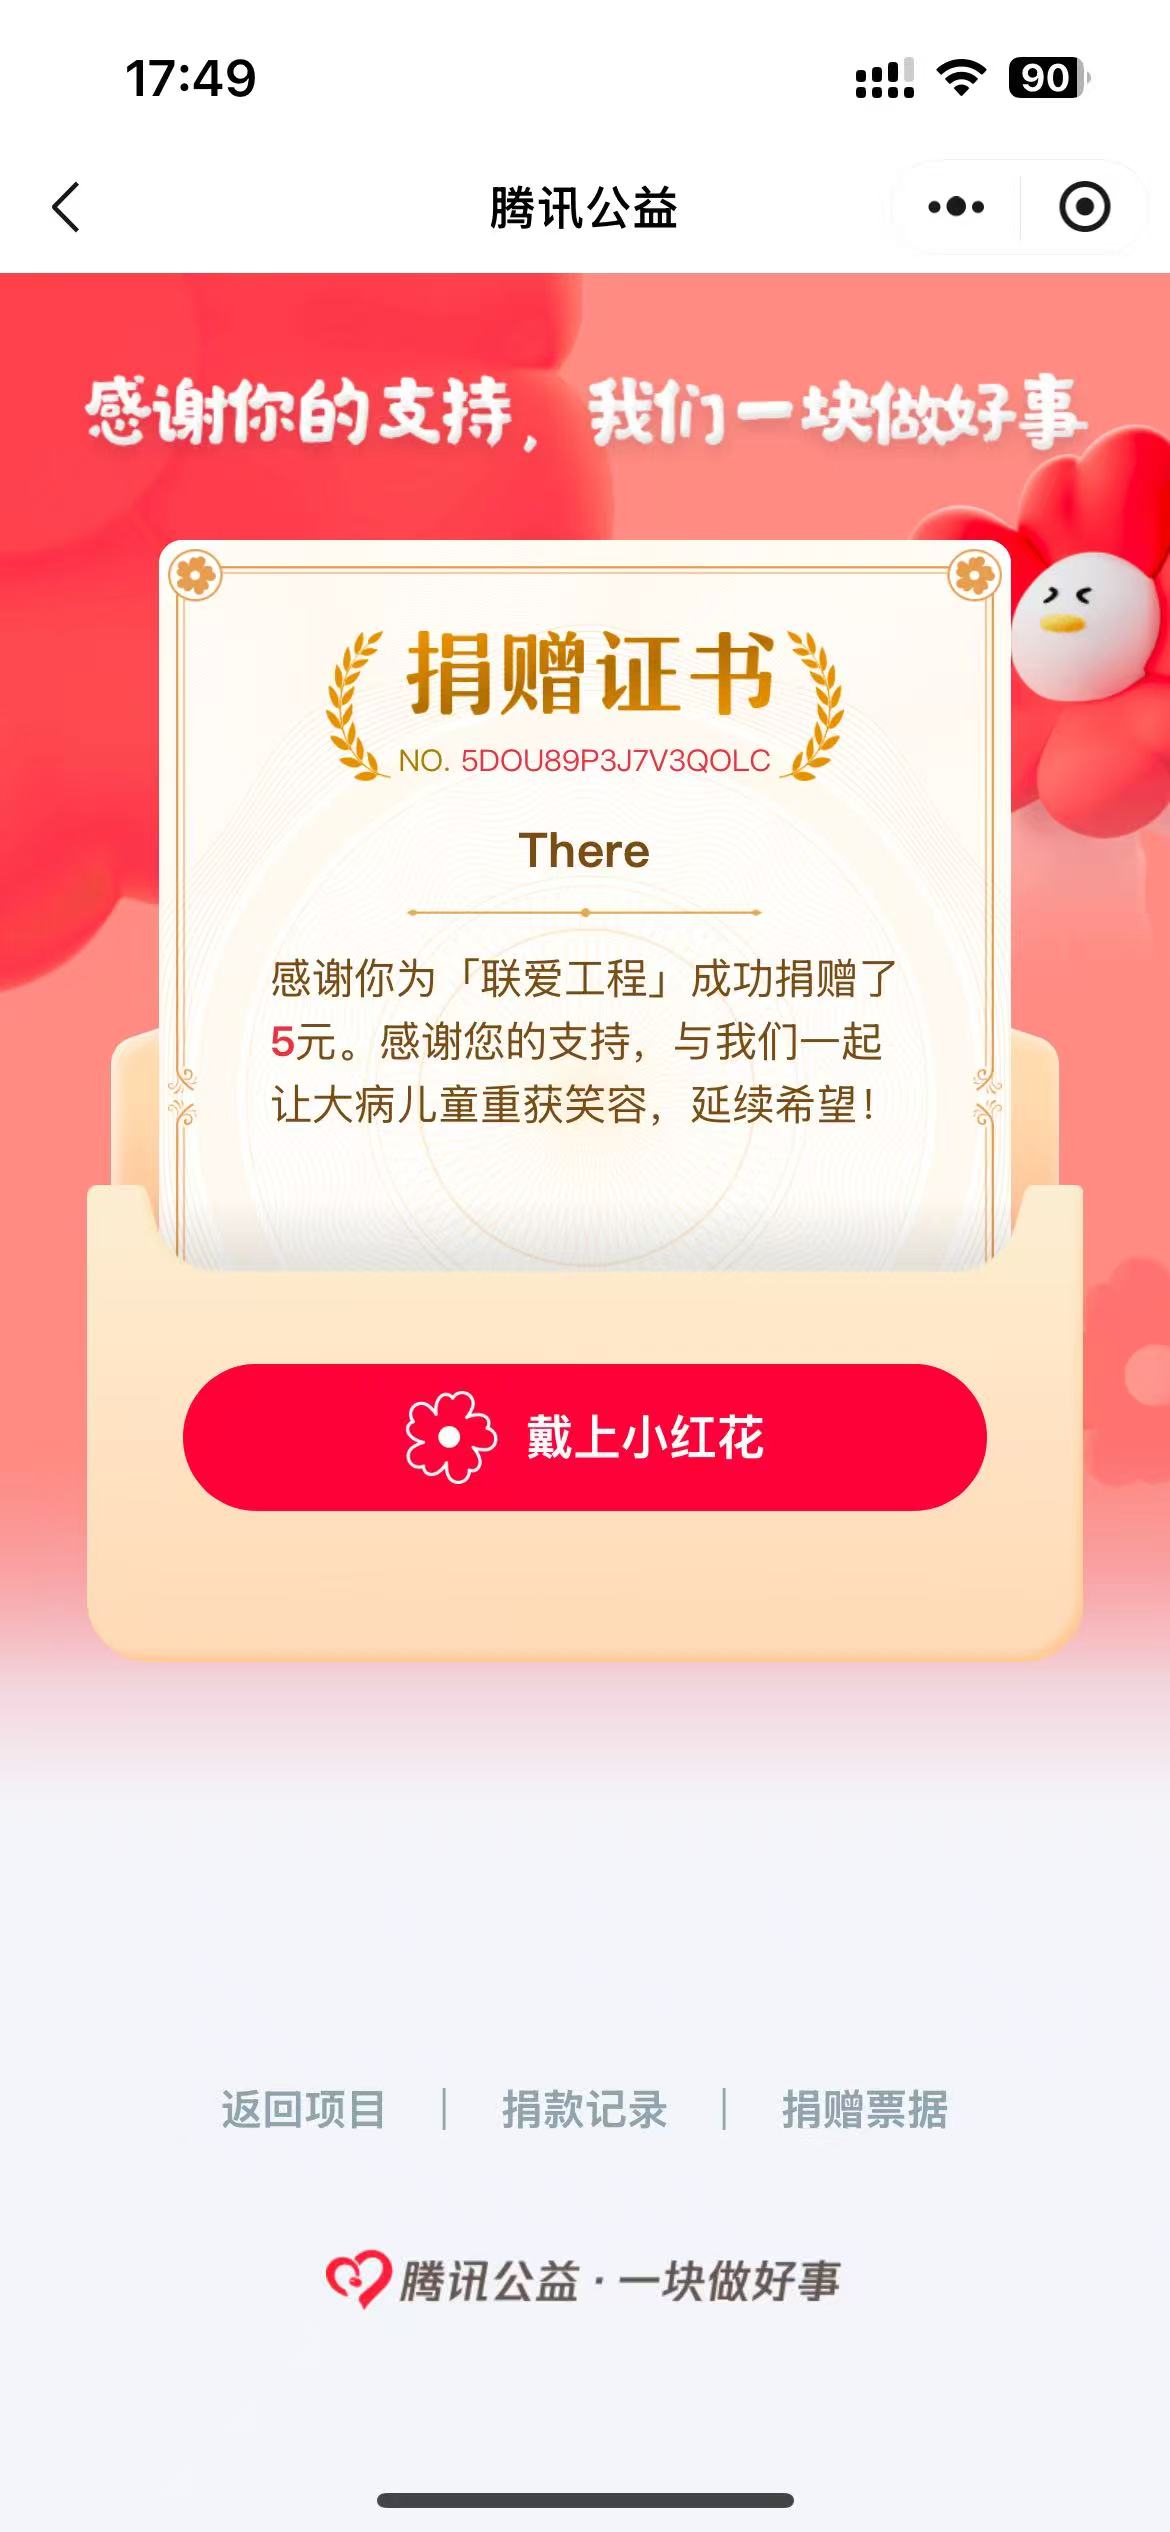 17:49
90
腾讯公益
感谢你的支持，我们一块做好事
捐赠证书
NO. 5DOU89P3J7V3QOLC
There
感谢你为「联爱工程」成功捐赠了
5元。感谢您的支持，与我们一起
让大病儿童重获笑容，延续希望！
戴上小红花
返回项目 | 捐款记录 | 捐赠票据
腾讯公益·一块做好事